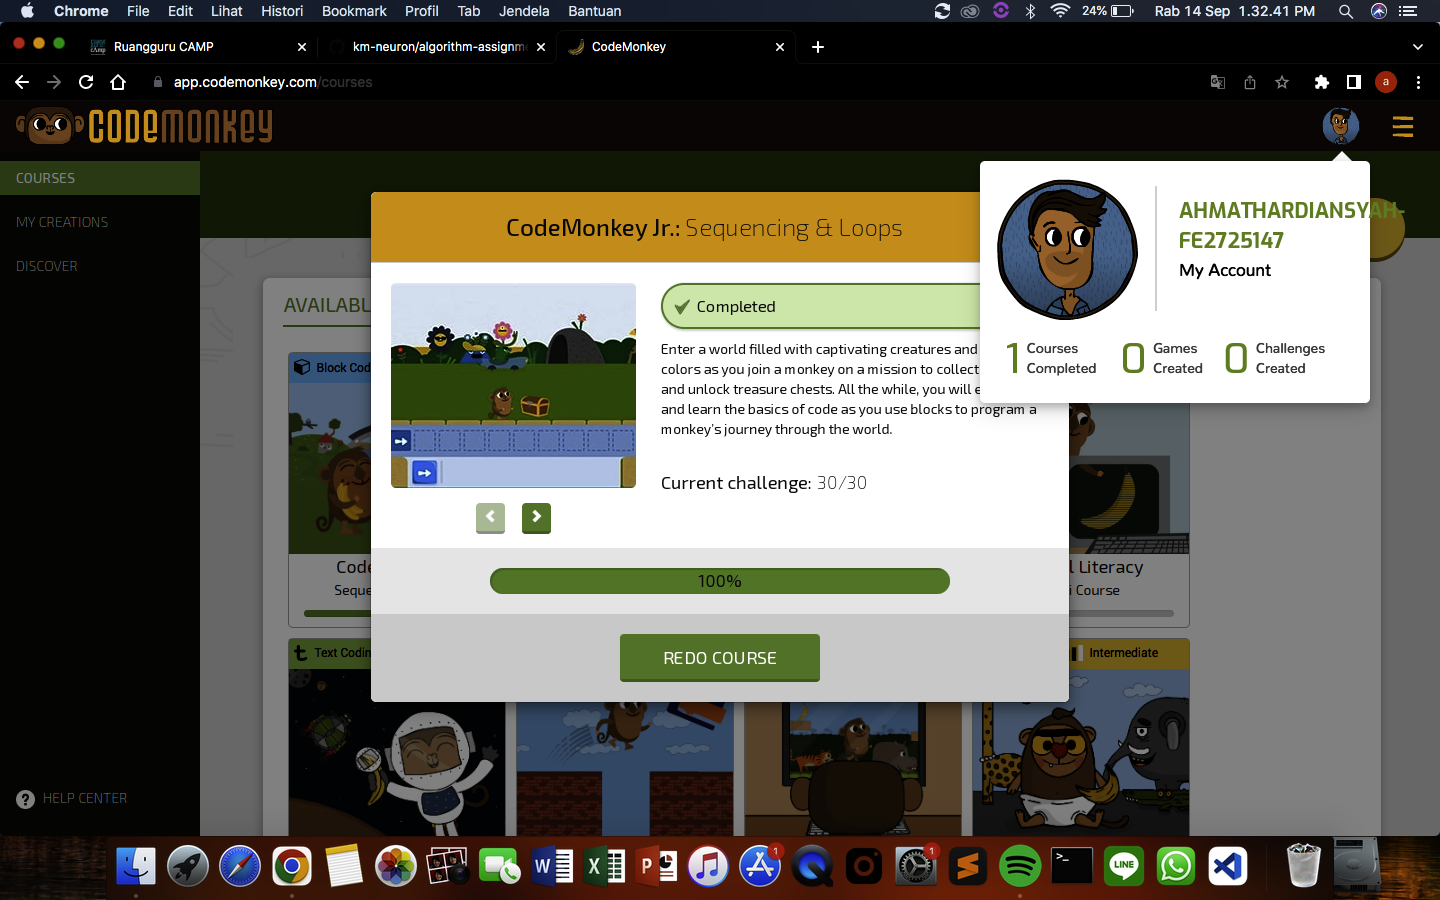 Chrome File Edit Lihat Histori Bookmark Profil Tab Jendela Bantuan 24% Rab 14 Sep 1.32.41 PM
Ruangguru CAMP km-neuron/algorithm-assignme CodeMonkey
app.codemonkey.com/courses a
CODEMONKEY
COURSES
MY CREATIONS
DISCOVER
HELP CENTER
AHMATHARDIANSYAH-
FE2725147
My Account
1 Courses Completed
0 Games Created
0 Challenges Created
CodeMonkey Jr.: Sequencing & Loops
Completed
Enter a world filled with captivating creatures and
colors as you join a monkey on a mission to collect
and unlock treasure chests. All the while, you will e
and learn the basics of code as you use blocks to program a
monkey's journey through the world.
Current challenge: 30/30
100%
REDO COURSE
AVAILABL
Block Cod
Code
Seque
l Literacy
i Course
Text Codin
Intermediate
W X P 1 1 >_ LINE